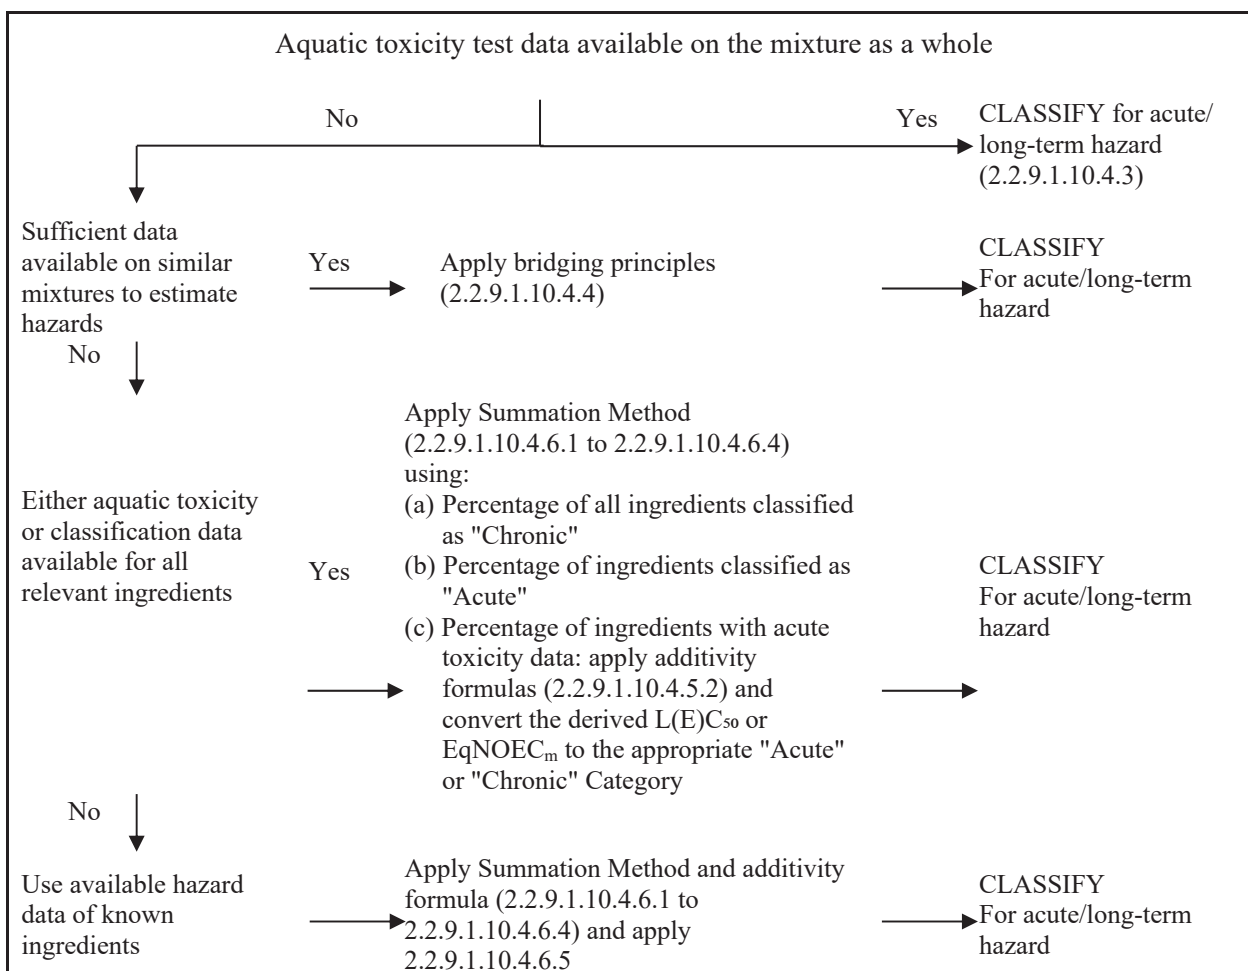 Aquatic toxicity test data available on the mixture as a whole
No
Yes
CLASSIFY for acute/
long-term hazard
(2.2.9.1.10.4.3)
Sufficient data
available on similar
mixtures to estimate
hazards
Yes
Apply bridging principles
(2.2.9.1.10.4.4)
CLASSIFY
For acute/long-term
hazard
No
Either aquatic toxicity
or classification data
available for all
relevant ingredients
Yes
Apply Summation Method
(2.2.9.1.10.4.6.1 to 2.2.9.1.10.4.6.4)
using:
(a) Percentage of all ingredients classified
as "Chronic"
(b) Percentage of ingredients classified as
"Acute"
(c) Percentage of ingredients with acute
toxicity data: apply additivity
formulas (2.2.9.1.10.4.5.2) and
convert the derived L(E)C₅₀ or
EqNOECₘ to the appropriate "Acute"
or "Chronic" Category
CLASSIFY
For acute/long-term
hazard
No
Use available hazard
data of known
ingredients
Apply Summation Method and additivity
formula (2.2.9.1.10.4.6.1 to
2.2.9.1.10.4.6.4) and apply
2.2.9.1.10.4.6.5
CLASSIFY
For acute/long-term
hazard